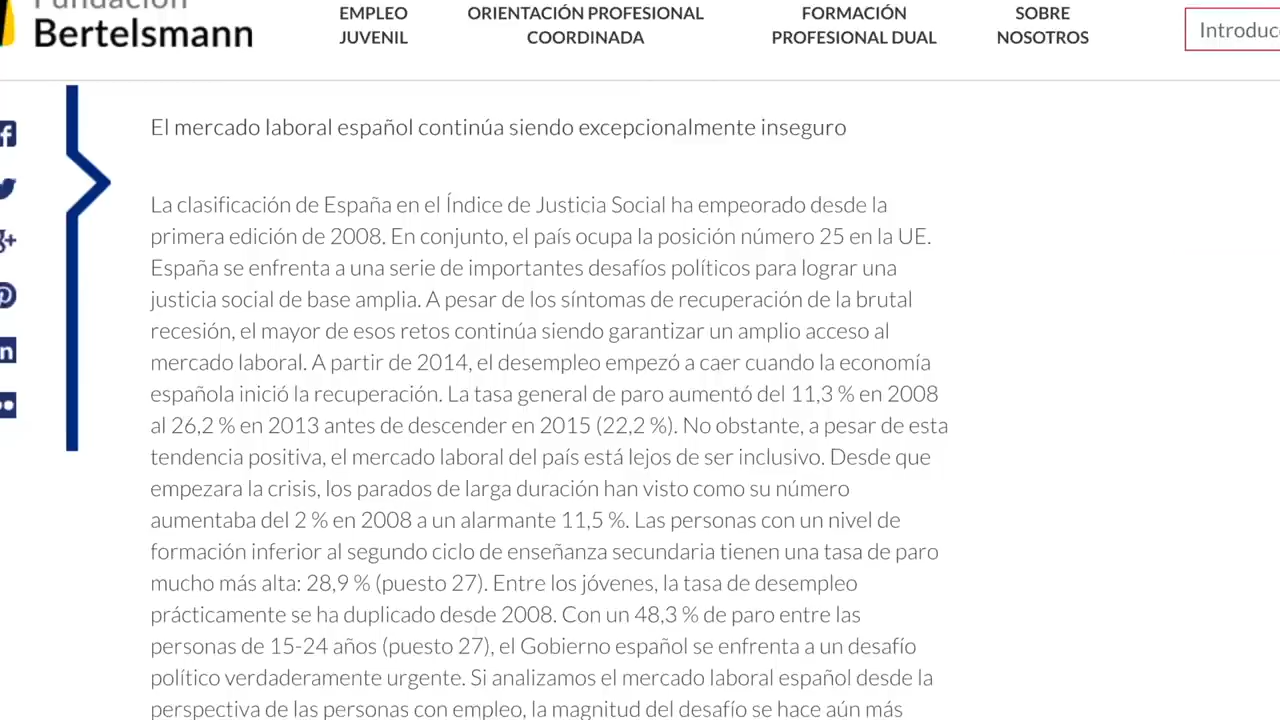 Fundación
Bertelsmann
EMPLEO
JUVENIL
ORIENTACIÓN PROFESIONAL
COORDINADA
FORMACIÓN
PROFESIONAL DUAL
SOBRE
NOSOTROS
El mercado laboral español continúa siendo excepcionalmente inseguro
La clasificación de España en el Índice de Justicia Social ha empeorado desde la
primera edición de 2008. En conjunto, el país ocupa la posición número 25 en la UE.
España se enfrenta a una serie de importantes desafíos políticos para lograr una
justicia social de base amplia. A pesar de los síntomas de recuperación de la brutal
recesión, el mayor de esos retos continúa siendo garantizar un amplio acceso al
mercado laboral. A partir de 2014, el desempleo empezó a caer cuando la economía
española inició la recuperación. La tasa general de paro aumentó del 11,3 % en 2008
al 26,2 % en 2013 antes de descender en 2015 (22,2 %). No obstante, a pesar de esta
tendencia positiva, el mercado laboral del país está lejos de ser inclusivo. Desde que
empezara la crisis, los parados de larga duración han visto como su número
aumentaba del 2 % en 2008 a un alarmante 11,5 %. Las personas con un nivel de
formación inferior al segundo ciclo de enseñanza secundaria tienen una tasa de paro
mucho más alta: 28,9 % (puesto 27). Entre los jóvenes, la tasa de desempleo
prácticamente se ha duplicado desde 2008. Con un 48,3 % de paro entre las
personas de 15-24 años (puesto 27), el Gobierno español se enfrenta a un desafío
político verdaderamente urgente. Si analizamos el mercado laboral español desde la
perspectiva de las personas con empleo, la magnitud del desafío se hace aún más